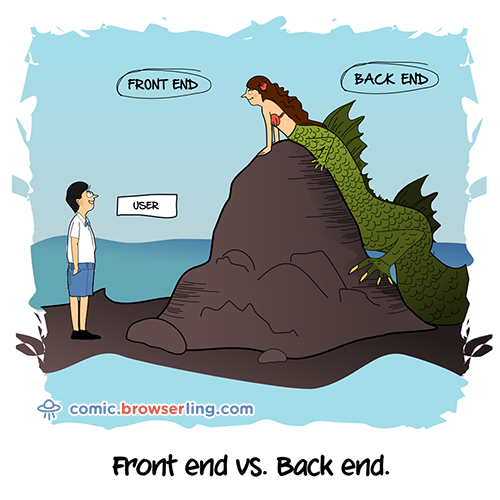 FRONT END
BACK END
USER
comic.browserling.com
Front end vs. Back end.